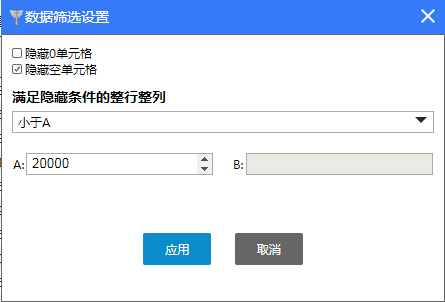 数据筛选设置
隐藏0单元格
隐藏空单元格
满足隐藏条件的整行整列
小于A
A: 20000 B:
应用 取消